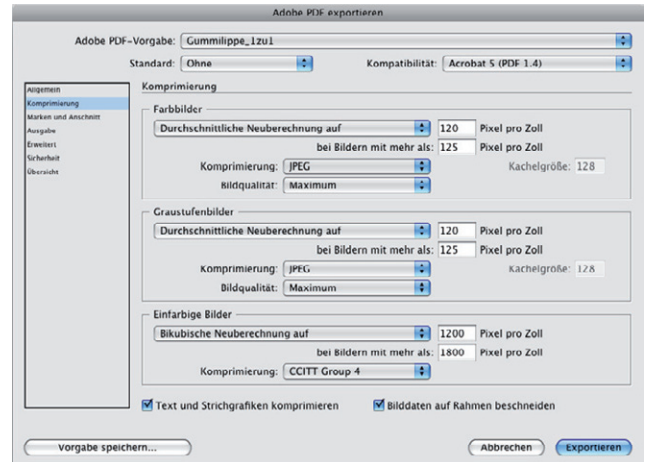 Adobe PDF exportieren
Adobe PDF-Vorgabe: Gummilippe_1zu1
Standard: Ohne Kompatibilität: Acrobat 5 (PDF 1.4)
Allgemein
Komprimierung
Marken und Anschnitt
Ausgabe
Erweitert
Sicherheit
Übersicht
Komprimierung
Farbbilder
Durchschnittliche Neuberechnung auf 120 Pixel pro Zoll
bei Bildern mit mehr als: 125 Pixel pro Zoll
Komprimierung: JPEG Kachelgröße: 128
Bildqualität: Maximum
Graustufenbilder
Durchschnittliche Neuberechnung auf 120 Pixel pro Zoll
bei Bildern mit mehr als: 125 Pixel pro Zoll
Komprimierung: JPEG Kachelgröße: 128
Bildqualität: Maximum
Einfarbige Bilder
Bikubische Neuberechnung auf 1200 Pixel pro Zoll
bei Bildern mit mehr als: 1800 Pixel pro Zoll
Komprimierung: CCITT Group 4
Text und Strichgrafiken komprimieren Bilddaten auf Rahmen beschneiden
Vorgabe speichern... Abbrechen Exportieren